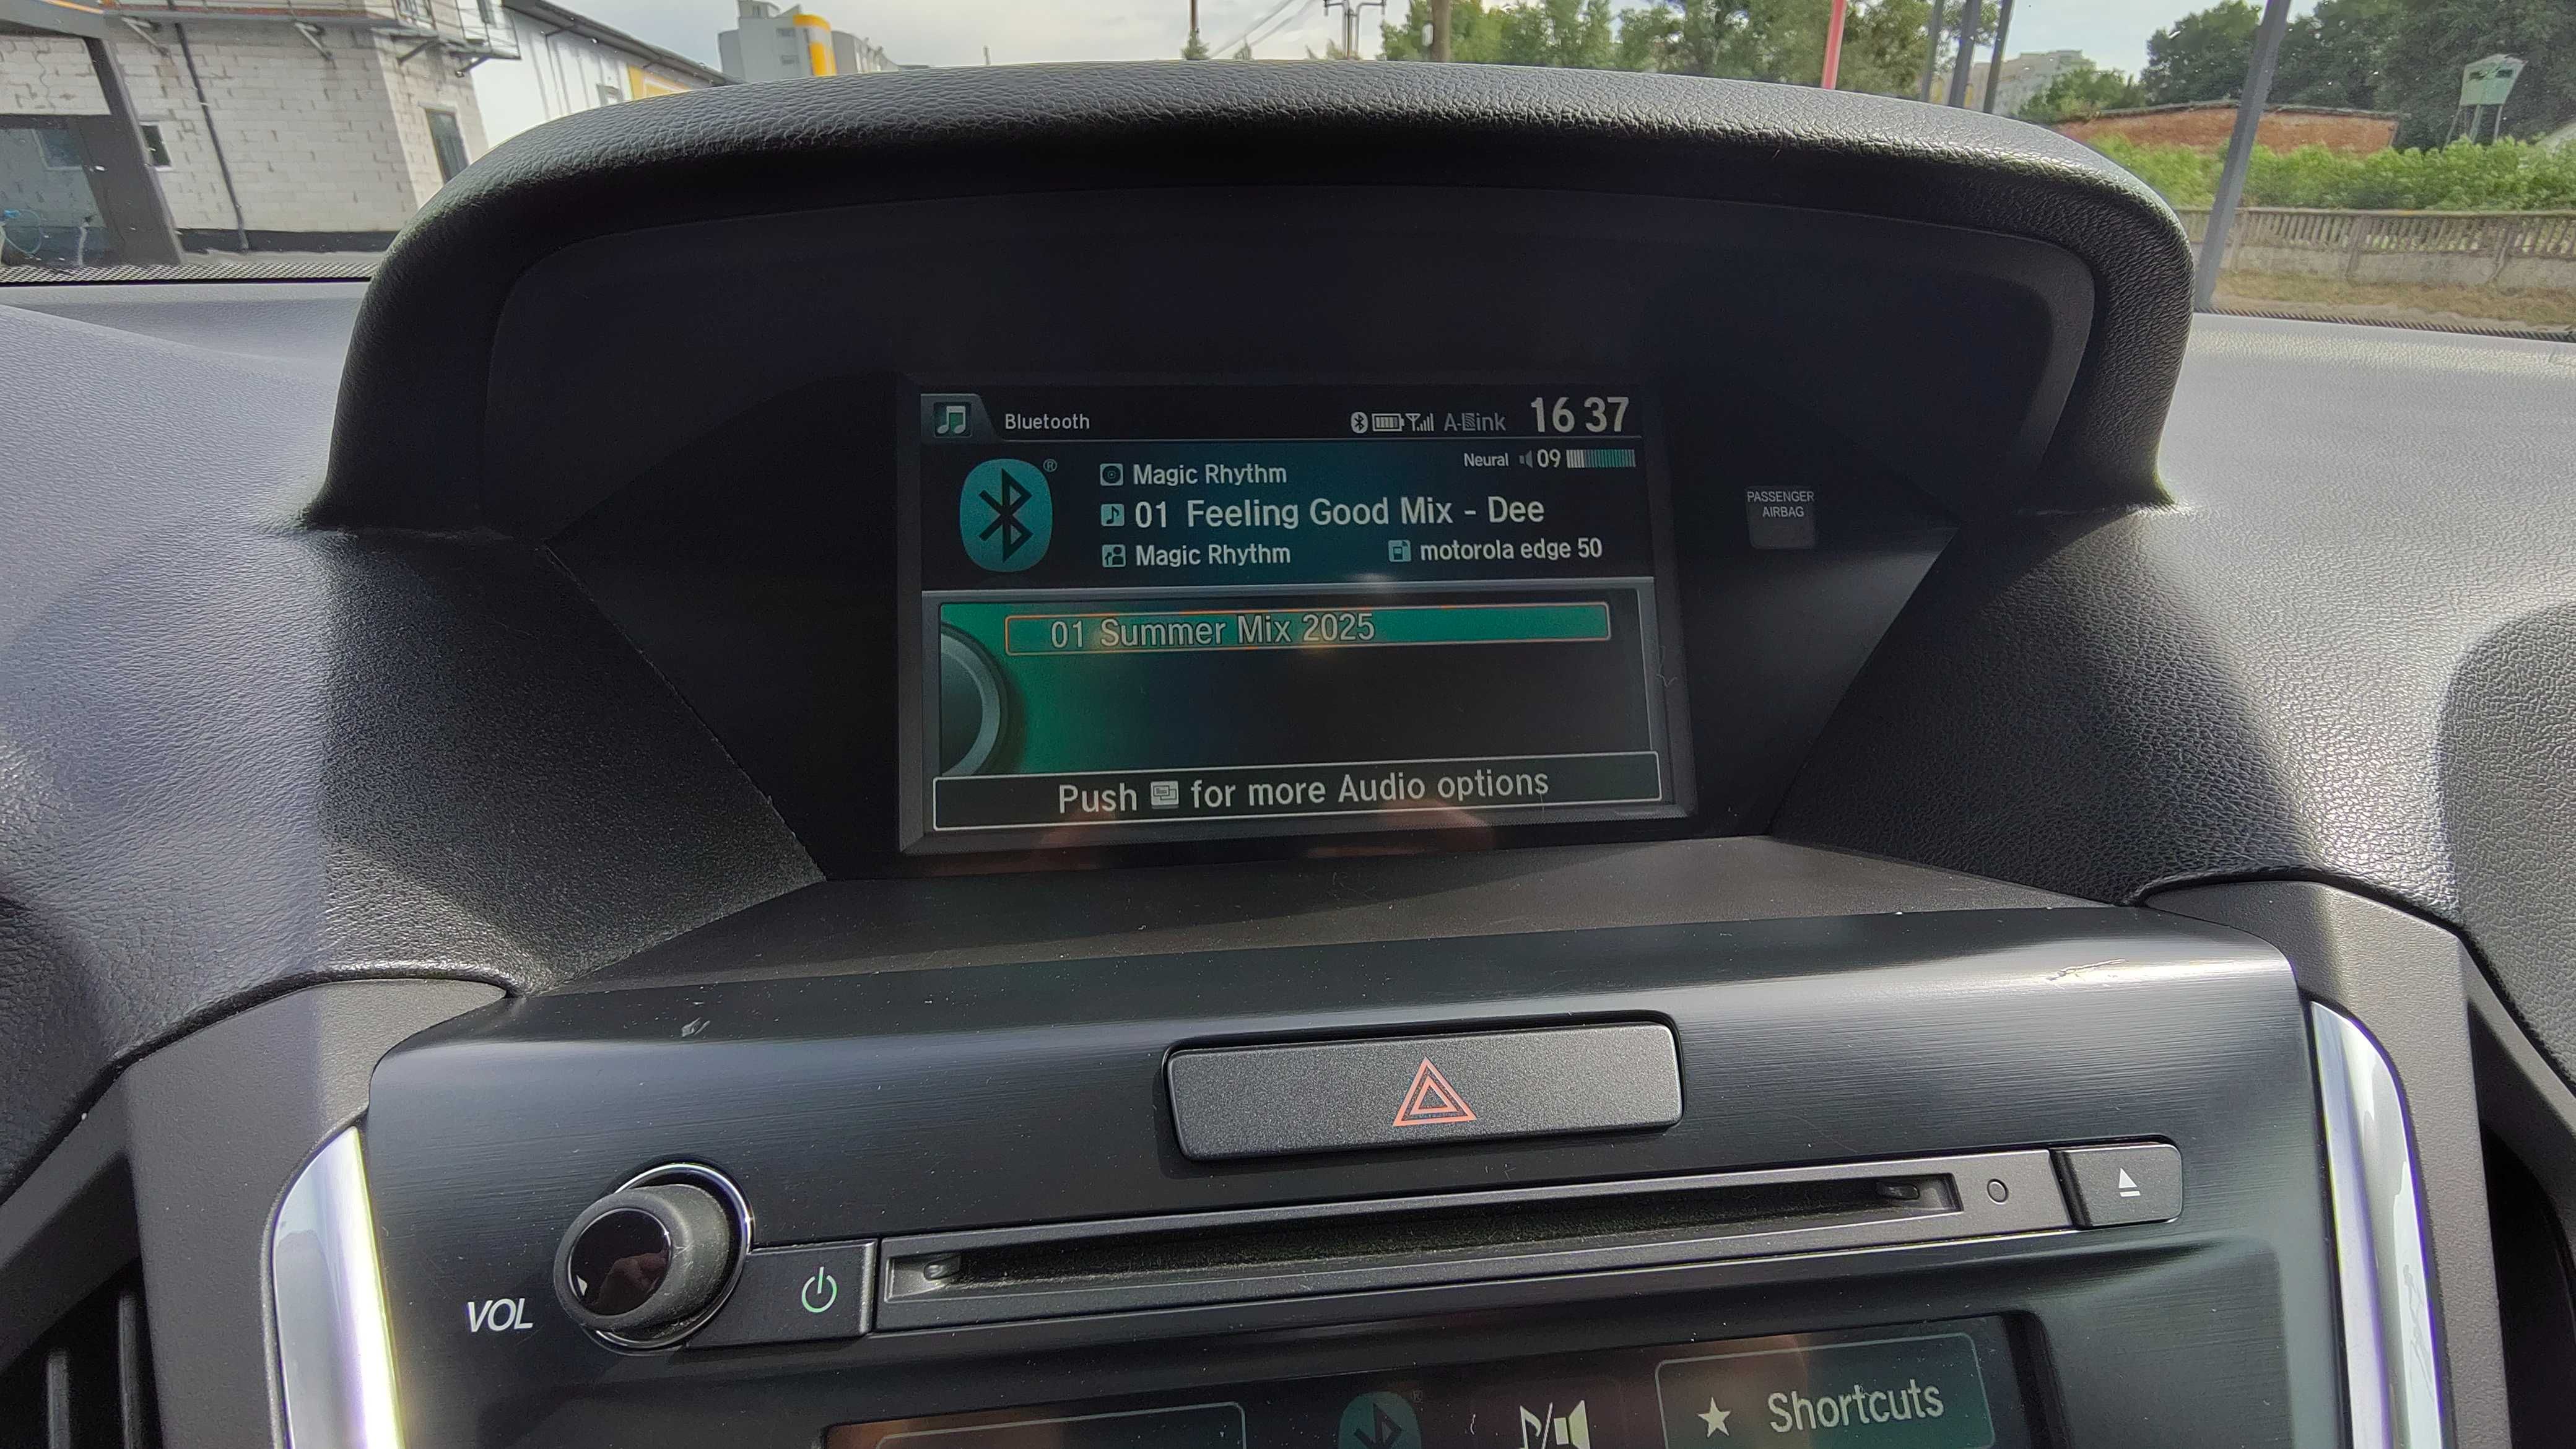 Bluetooth
A-Link
16 37
Neural 09
Magic Rhythm
01 Feeling Good Mix - Dee
Magic Rhythm
motorola edge 50
PASSENGER
AIRBAG
01 Summer Mix 2025
Push for more Audio options
VOL
Shortcuts